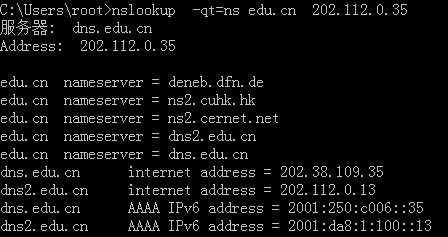 C:\Users\root>nslookup  -qt=ns edu.cn  202.112.0.35
服务器:  dns.edu.cn
Address:  202.112.0.35

edu.cn  nameserver = deneb.dfn.de
edu.cn  nameserver = ns2.cuhk.hk
edu.cn  nameserver = ns2.cernet.net
edu.cn  nameserver = dns2.edu.cn
edu.cn  nameserver = dns.edu.cn
dns.edu.cn      internet address = 202.38.109.35
dns2.edu.cn     internet address = 202.112.0.13
dns.edu.cn      AAAA IPv6 address = 2001:250:c006::35
dns2.edu.cn     AAAA IPv6 address = 2001:da8:1:100::13